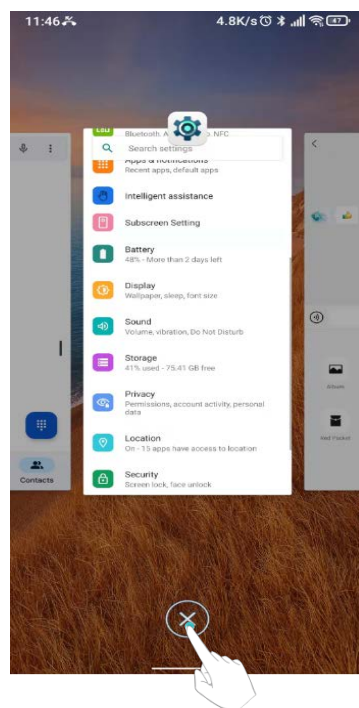 11:46
4.8K/s
47
Bluetooth
NFC
Search settings
Apps & notifications
Recent apps, default apps
Intelligent assistance
Subscreen Setting
Battery
48% - More than 2 days left
Display
Wallpaper, sleep, font size
Sound
Volume, vibration, Do Not Disturb
Storage
41% used - 75.41 GB free
Privacy
Permissions, account activity, personal
data
Location
On - 15 apps have access to location
Security
Screen lock, face unlock
Contacts
Album
Red Packet